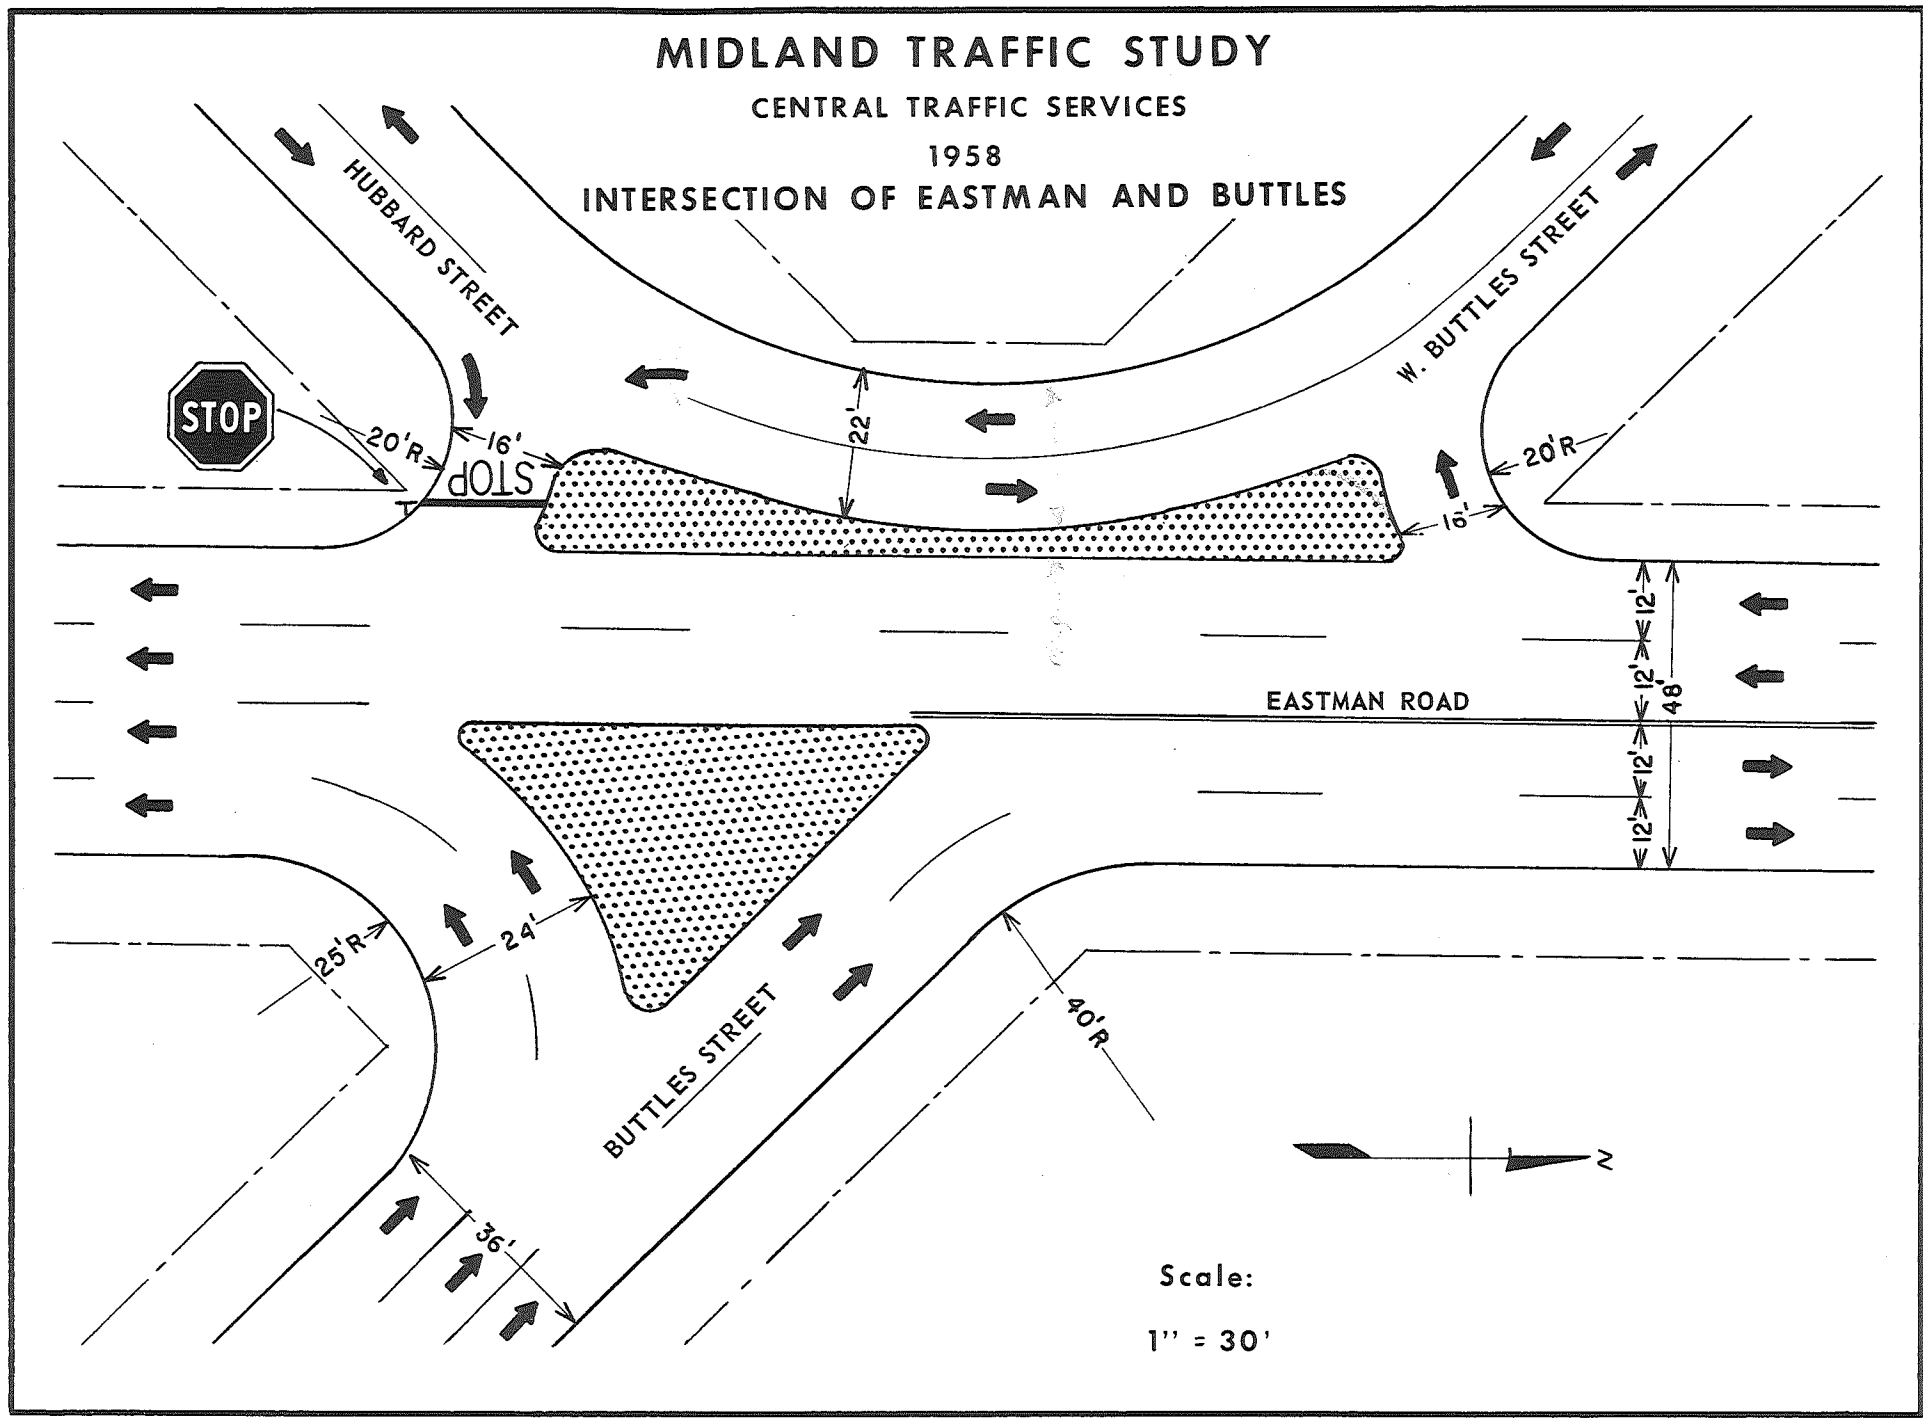 MIDLAND TRAFFIC STUDY
CENTRAL TRAFFIC SERVICES
1958
INTERSECTION OF EASTMAN AND BUTTLES
HUBBARD STREET
W. BUTTLES STREET
STOP
20'R
16'
STOP
22'
20'R
16'
12'
12'
48'
EASTMAN ROAD
12'
12'
25'R
24'
BUTTLES STREET
40'R
36'
N
Scale:
1" = 30'